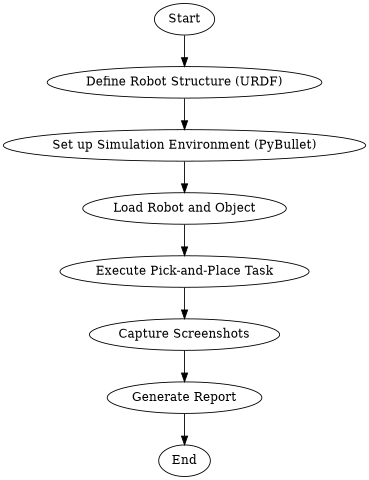 Start
Define Robot Structure (URDF)
Set up Simulation Environment (PyBullet)
Load Robot and Object
Execute Pick-and-Place Task
Capture Screenshots
Generate Report
End